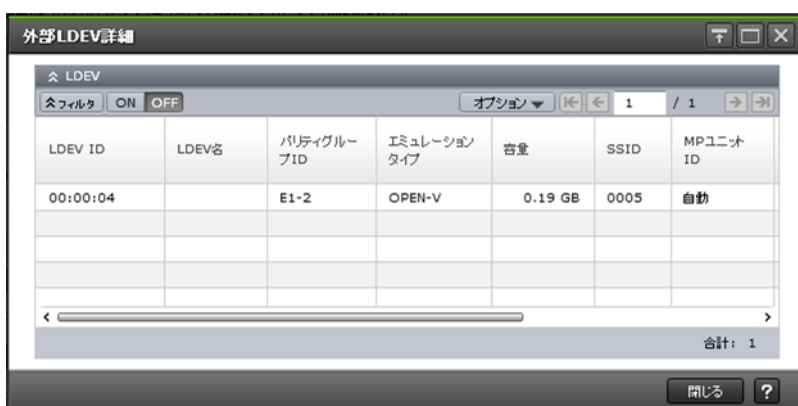 外部LDEV詳細
LDEV
フィルタ ON OFF オプション 1 / 1
LDEV ID LDEV名 パリティグループID エミュレーションタイプ 容量 SSID MPユニットID
00:00:04 E1-2 OPEN-V 0.19 GB 0005 自動
合計: 1
閉じる ?